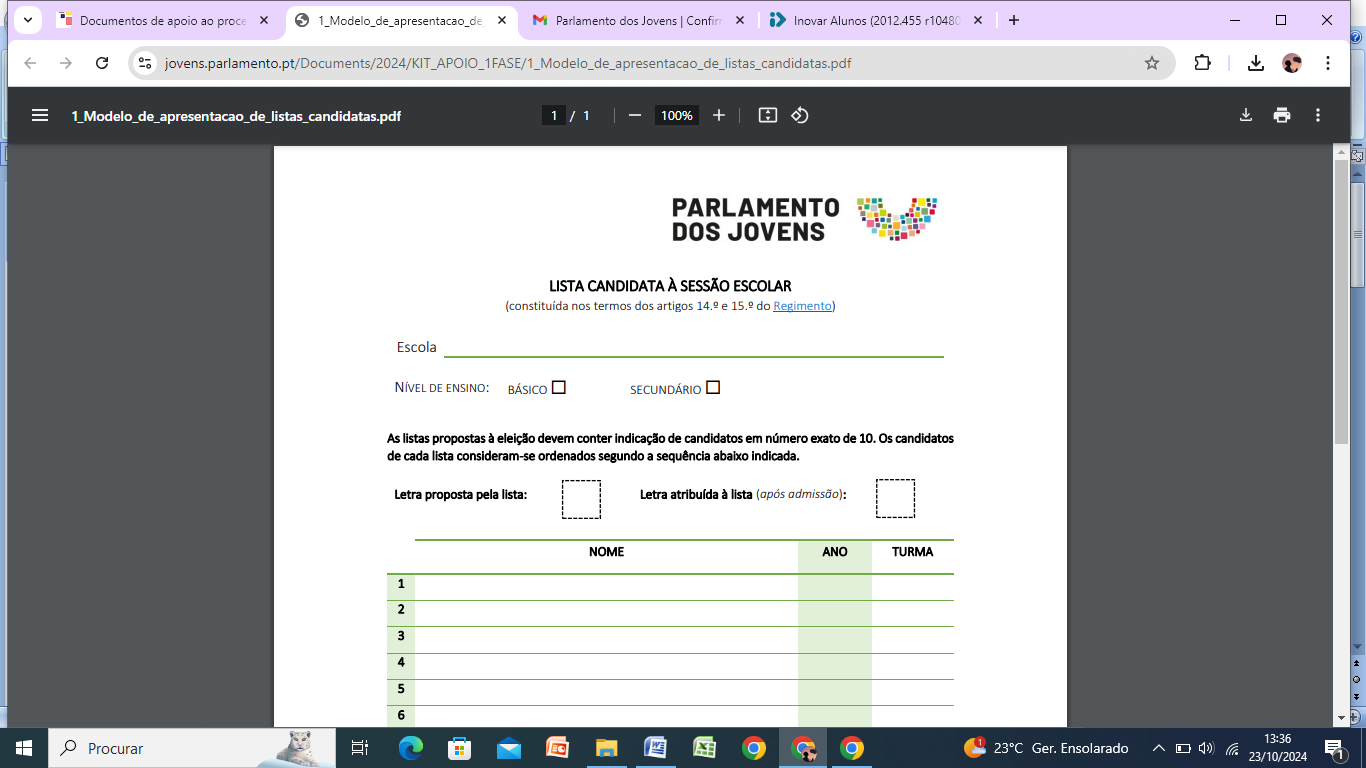 Documentos de apoio ao proce
1_Modelo_de_apresentacao_de_
Parlamento dos Jovens | Confirn
Inovar Alunos (2012.455 r10480
jovens.parlamento.pt/Documents/2024/KIT_APOIO_1FASE/1_Modelo_de_apresentacao_de_listas_candidatas.pdf
1_Modelo_de_apresentacao_de_listas_candidatas.pdf
1 / 1
100%
PARLAMENTO
DOS JOVENS
LISTA CANDIDATA À SESSÃO ESCOLAR
(constituída nos termos dos artigos 14.º e 15.º do Regimento)
Escola
NÍVEL DE ENSINO: BÁSICO SECUNDÁRIO
As listas propostas à eleição devem conter indicação de candidatos em número exato de 10. Os candidatos
de cada lista consideram-se ordenados segundo a sequência abaixo indicada.
Letra proposta pela lista: Letra atribuída à lista (após admissão):
NOME ANO TURMA
1
2
3
4
5
6
Procurar
23°C Ger. Ensolarado
13:36
23/10/2024